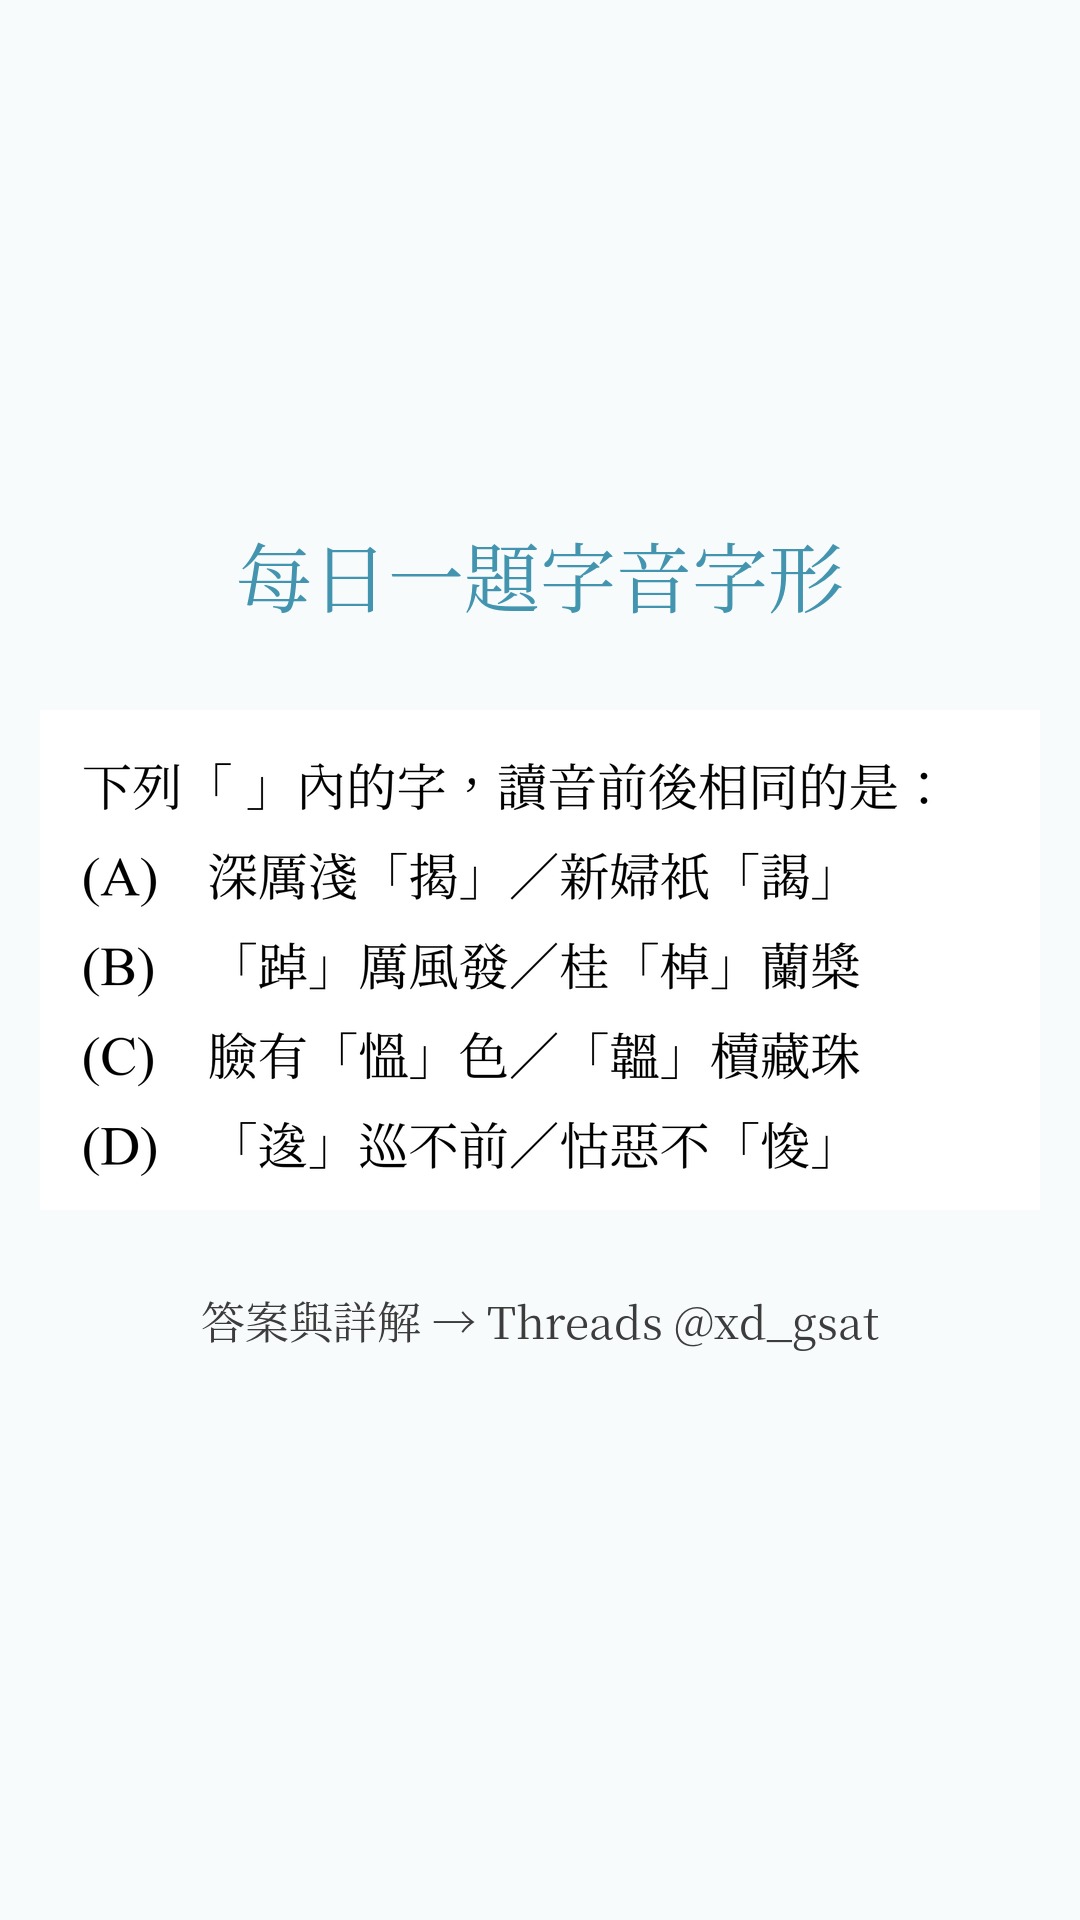 每日一題字音字形
下列「 」內的字，讀音前後相同的是：
(A) 深厲淺「揭」／新婦祇「謁」
(B) 「踔」厲風發／桂「棹」蘭槳
(C) 臉有「慍」色／「韞」櫝藏珠
(D) 「逡」巡不前／怙惡不「悛」
答案與詳解 → Threads @xd_gsat